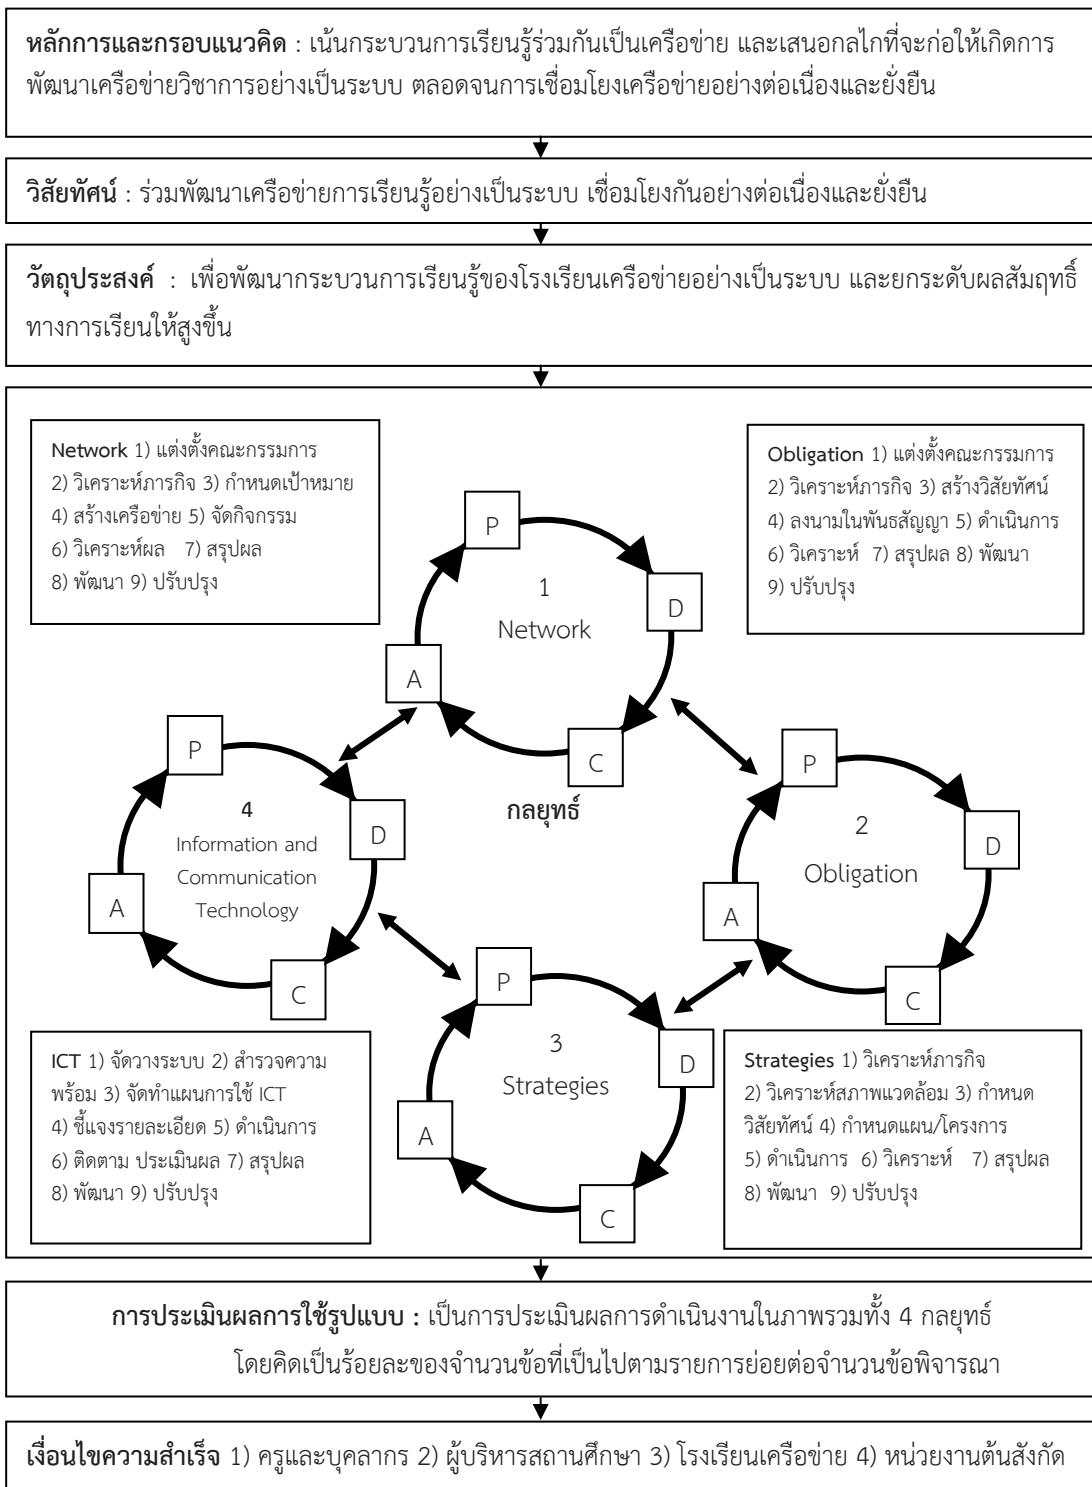 หลักการและกรอบแนวคิด : เน้นกระบวนการเรียนรู้ร่วมกันเป็นเครือข่าย และเสนอกลไกที่จะก่อให้เกิดการ
พัฒนาเครือข่ายวิชาการอย่างเป็นระบบ ตลอดจนการเชื่อมโยงเครือข่ายอย่างต่อเนื่องและยั่งยืน
วิสัยทัศน์ : ร่วมพัฒนาเครือข่ายการเรียนรู้อย่างเป็นระบบ เชื่อมโยงกันอย่างต่อเนื่องและยั่งยืน
วัตถุประสงค์ : เพื่อพัฒนากระบวนการเรียนรู้ของโรงเรียนเครือข่ายอย่างเป็นระบบ และยกระดับผลสัมฤทธิ์
ทางการเรียนให้สูงขึ้น
Network 1) แต่งตั้งคณะกรรมการ
2) วิเคราะห์ภารกิจ 3) กำหนดเป้าหมาย
4) สร้างเครือข่าย 5) จัดกิจกรรม
6) วิเคราะห์ผล 7) สรุปผล
8) พัฒนา 9) ปรับปรุง
Obligation 1) แต่งตั้งคณะกรรมการ
2) วิเคราะห์ภารกิจ 3) สร้างวิสัยทัศน์
4) ลงนามในพันธสัญญา 5) ดำเนินการ
6) วิเคราะห์ 7) สรุปผล 8) พัฒนา
9) ปรับปรุง
P
1
Network
D
A
C
กลยุทธ์
P
4
Information and
Communication
Technology
D
A
C
P
2
Obligation
D
A
C
P
3
Strategies
D
A
C
ICT 1) จัดวางระบบ 2) สำรวจความ
พร้อม 3) จัดทำแผนการใช้ ICT
4) ชี้แจงรายละเอียด 5) ดำเนินการ
6) ติดตาม ประเมินผล 7) สรุปผล
8) พัฒนา 9) ปรับปรุง
Strategies 1) วิเคราะห์ภารกิจ
2) วิเคราะห์สภาพแวดล้อม 3) กำหนด
วิสัยทัศน์ 4) กำหนดแผน/โครงการ
5) ดำเนินการ 6) วิเคราะห์ 7) สรุปผล
8) พัฒนา 9) ปรับปรุง
การประเมินผลการใช้รูปแบบ : เป็นการประเมินผลการดำเนินงานในภาพรวมทั้ง 4 กลยุทธ์
โดยคิดเป็นร้อยละของจำนวนข้อที่เป็นไปตามรายการย่อยต่อจำนวนข้อพิจารณา
เงื่อนไขความสำเร็จ 1) ครูและบุคลากร 2) ผู้บริหารสถานศึกษา 3) โรงเรียนเครือข่าย 4) หน่วยงานต้นสังกัด